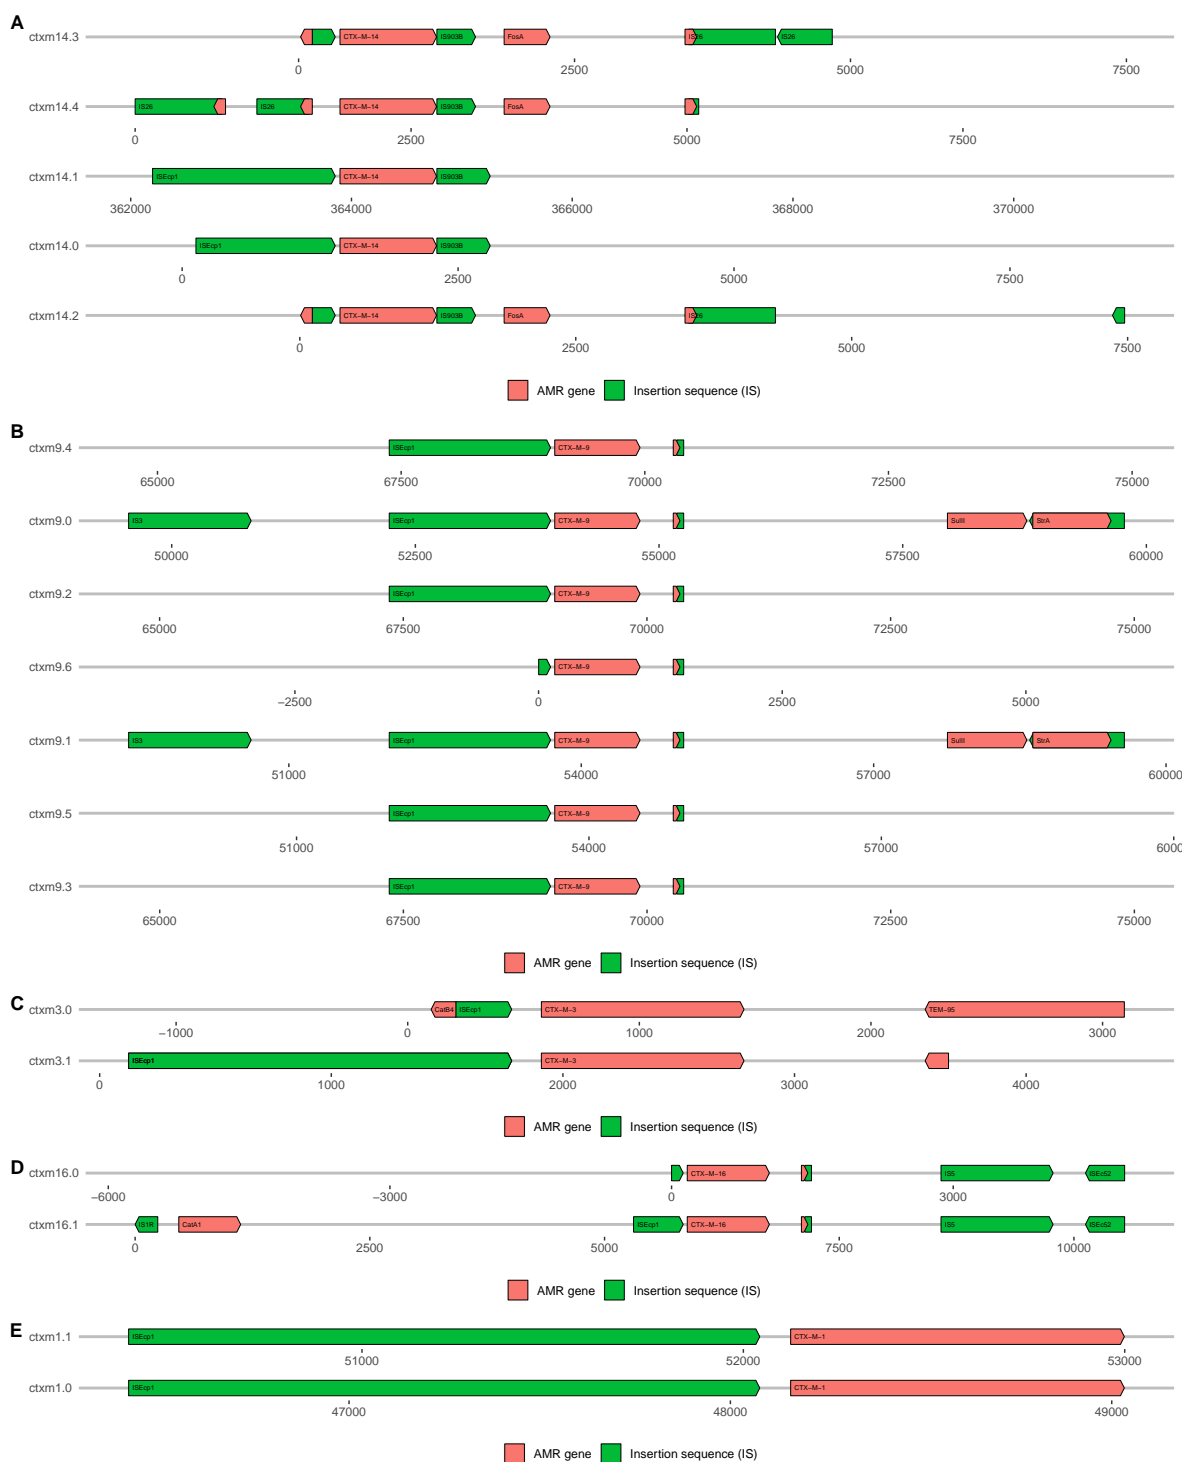 A
ctxm14.3
CTX−M−14 IS903B FosA IS26 IS26
0 2500 5000 7500
ctxm14.4
IS26 IS26 CTX−M−14 IS903B FosA
0 2500 5000 7500
ctxm14.1
ISEcp1 CTX−M−14 IS903B
362000 364000 366000 368000 370000
ctxm14.0
ISEcp1 CTX−M−14 IS903B
0 2500 5000 7500
ctxm14.2
CTX−M−14 IS903B FosA IS26
0 2500 5000 7500
AMR gene Insertion sequence (IS)
B
ctxm9.4
ISEcp1 CTX−M−9
65000 67500 70000 72500 75000
ctxm9.0
IS3 ISEcp1 CTX−M−9 SulII StrA
50000 52500 55000 57500 60000
ctxm9.2
ISEcp1 CTX−M−9
65000 67500 70000 72500 75000
ctxm9.6
CTX−M−9
−2500 0 2500 5000
ctxm9.1
IS3 ISEcp1 CTX−M−9 SulII StrA
51000 54000 57000 60000
ctxm9.5
ISEcp1 CTX−M−9
51000 54000 57000 6000
ctxm9.3
ISEcp1 CTX−M−9
65000 67500 70000 72500 75000
AMR gene Insertion sequence (IS)
C
ctxm3.0
CatB4 ISEcp1 CTX−M−3 TEM−95
−1000 0 1000 2000 3000
ctxm3.1
ISEcp1 CTX−M−3
0 1000 2000 3000 4000
AMR gene Insertion sequence (IS)
D
ctxm16.0
CTX−M−16 IS5 ISEc52
−6000 −3000 0 3000
ctxm16.1
IS1R CatA1 ISEcp1 CTX−M−16 IS5 ISEc52
0 2500 5000 7500 10000
AMR gene Insertion sequence (IS)
E
ctxm1.1
ISEcp1 CTX−M−1
51000 52000 53000
ctxm1.0
ISEcp1 CTX−M−1
47000 48000 49000
AMR gene Insertion sequence (IS)